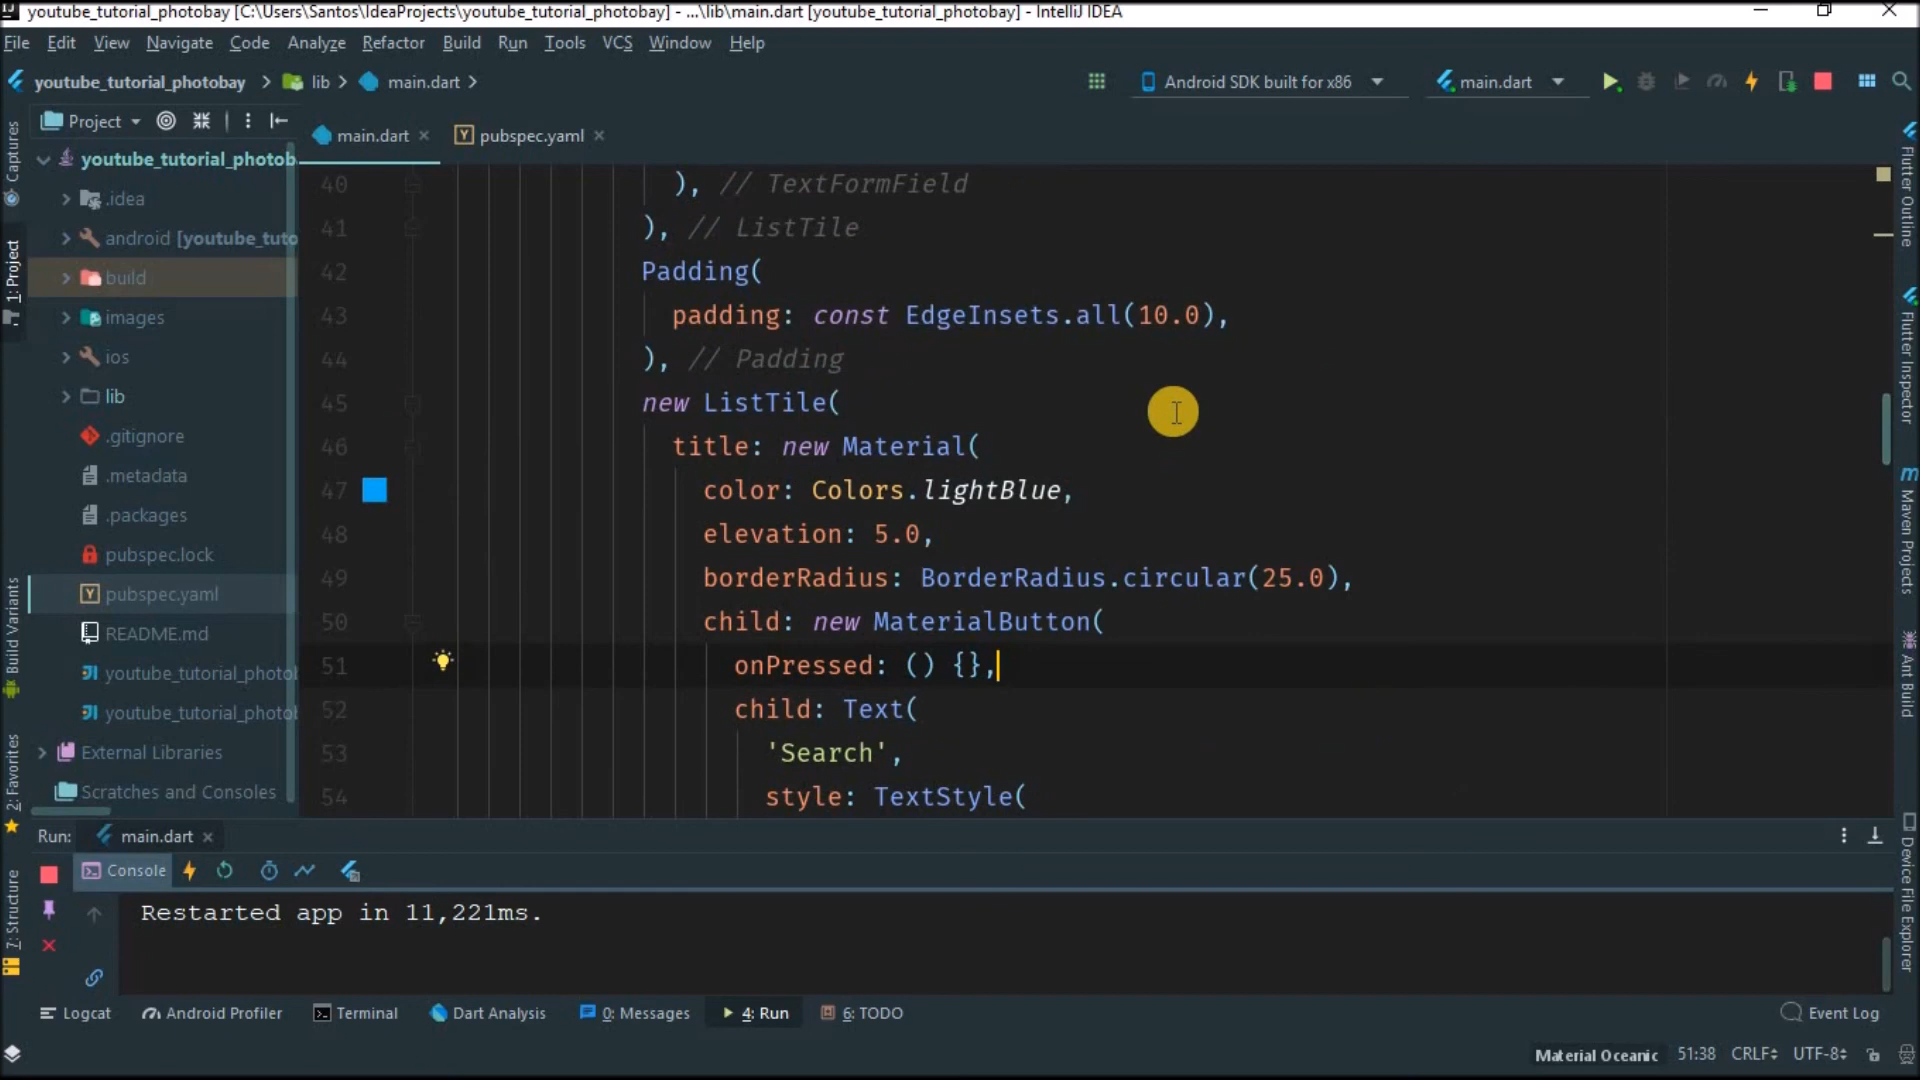 youtube_tutorial_photobay [C:\Users\Santos\IdeaProjects\youtube_tutorial_photobay] - ...\lib\main.dart [youtube_tutorial_photobay] - IntelliJ IDEA
File Edit View Navigate Code Analyze Refactor Build Run Tools VCS Window Help
youtube_tutorial_photobay lib main.dart Android SDK built for x86 main.dart
Project main.dart pubspec.yaml
youtube_tutorial_photob
.idea
android [youtube_tuto
build
images
ios
lib
.gitignore
.metadata
.packages
pubspec.lock
pubspec.yaml
README.md
youtube_tutorial_photol
youtube_tutorial_photol
External Libraries
Scratches and Consoles
40 ), // TextFormField
41 ), // ListTile
42 Padding(
43 padding: const EdgeInsets.all(10.0),
44 ), // Padding
45 new ListTile(
46 title: new Material(
47 color: Colors.lightBlue,
48 elevation: 5.0,
49 borderRadius: BorderRadius.circular(25.0),
50 child: new MaterialButton(
51 onPressed: () {},
52 child: Text(
53 'Search',
54 style: TextStyle(
Captures
1: Project
Build Variants
2: Favorites
7: Structure
Flutter Outline
Flutter Inspector
Maven Projects
Ant Build
Device File Explorer
Run: main.dart
Console
Restarted app in 11,221ms.
Logcat Android Profiler Terminal Dart Analysis 0: Messages 4: Run 6: TODO Event Log
Material Oceanic 51:38 CRLF UTF-8